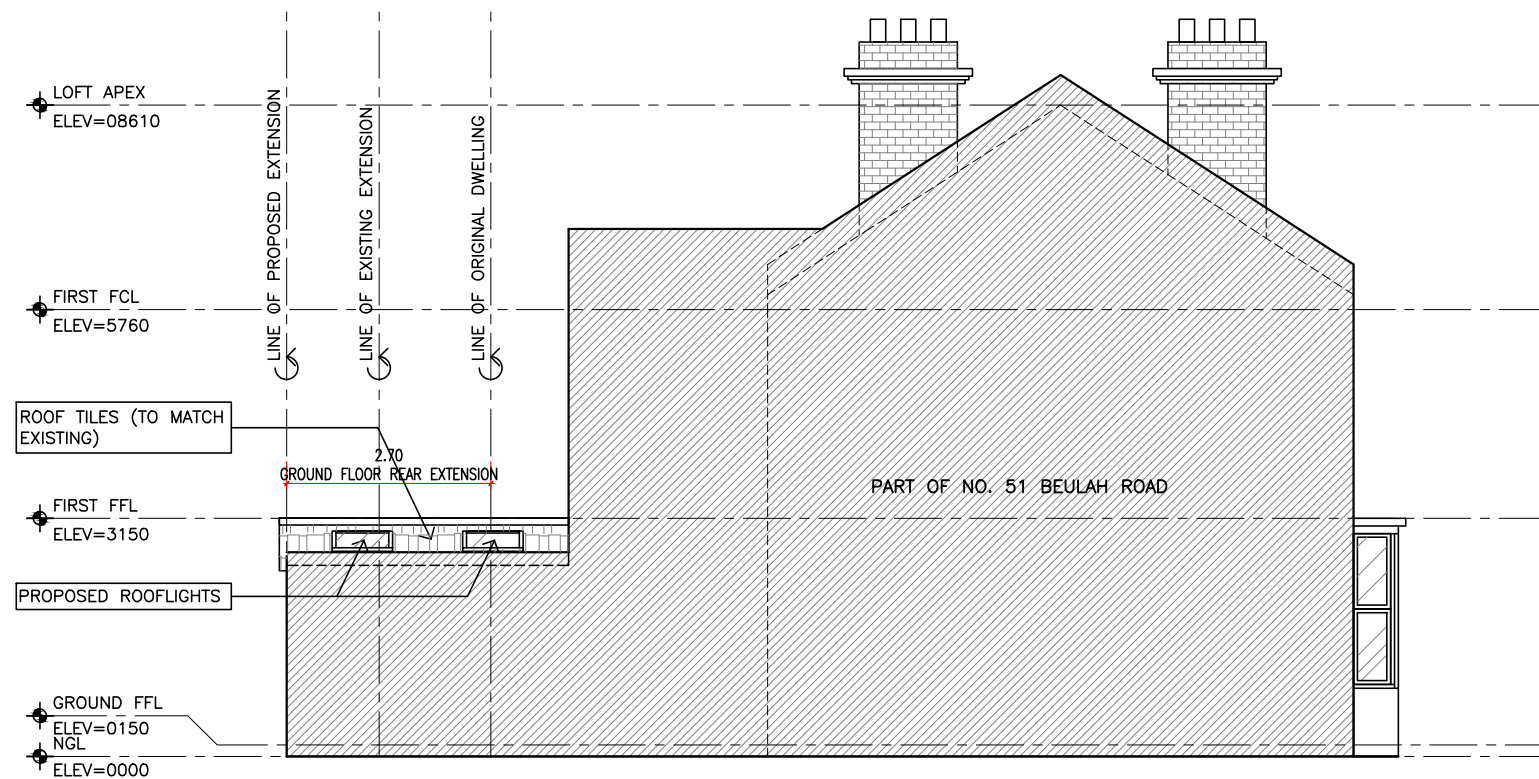 LOFT APEX
ELEV=08610
LINE OF PROPOSED EXTENSION
LINE OF EXISTING EXTENSION
LINE OF ORIGINAL DWELLING
FIRST FCL
ELEV=5760
ROOF TILES (TO MATCH
EXISTING)
2.70
GROUND FLOOR REAR EXTENSION
PART OF NO. 51 BEULAH ROAD
FIRST FFL
ELEV=3150
PROPOSED ROOFLIGHTS
GROUND FFL
ELEV=0150
NGL
ELEV=0000